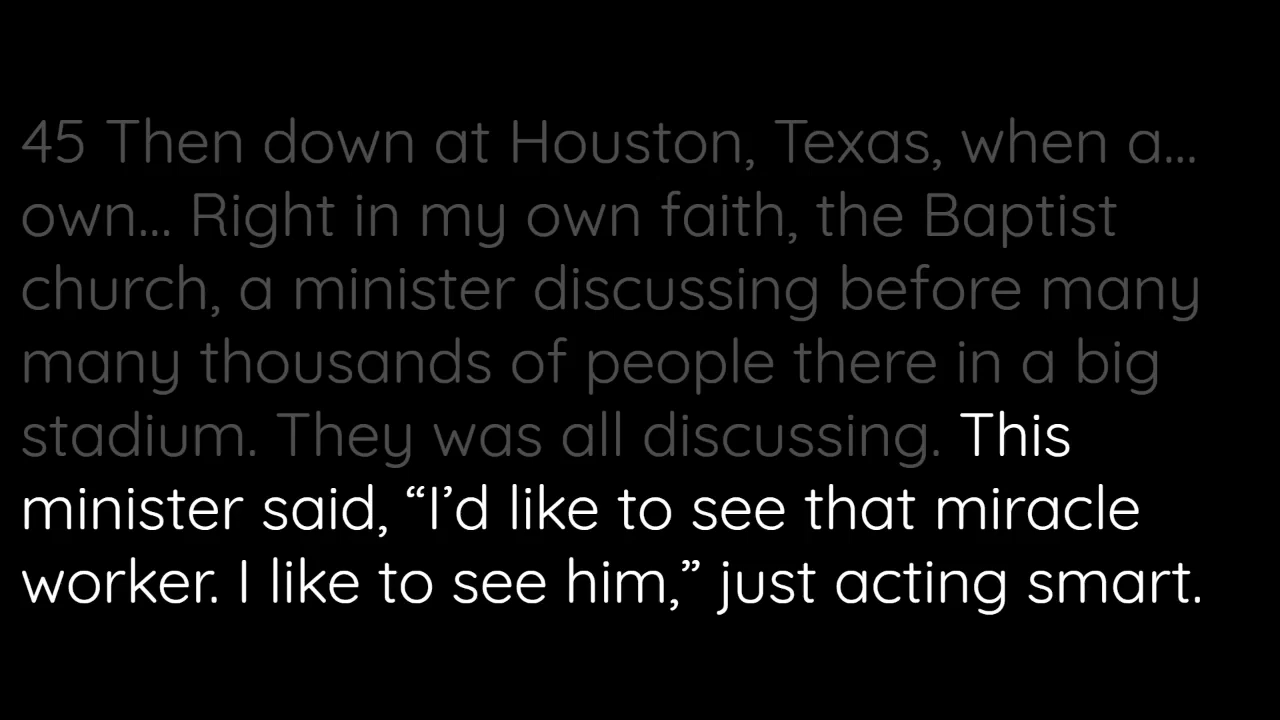 45 Then down at Houston, Texas, when a...
own... Right in my own faith, the Baptist
church, a minister discussing before many
many thousands of people there in a big
stadium. They was all discussing. This
minister said, “I’d like to see that miracle
worker. I like to see him,” just acting smart.